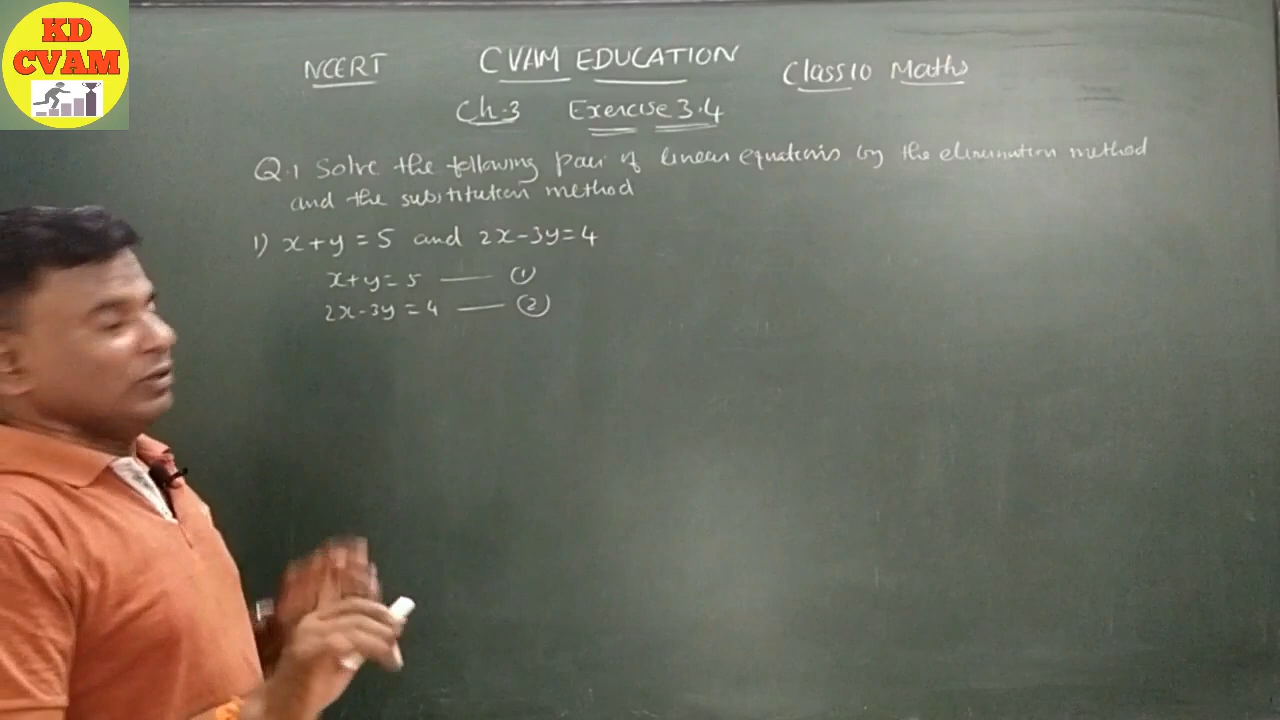 KD
CVAM
NCERT CVAM EDUCATION Class 10 Maths
Ch.3 Exercise 3.4
Q.1 Solve the following pair of linear equations by the elimination method
and the substitution method
1) x+y=5 and 2x-3y=4
x+y=5 —— ①
2x-3y=4 —— ②